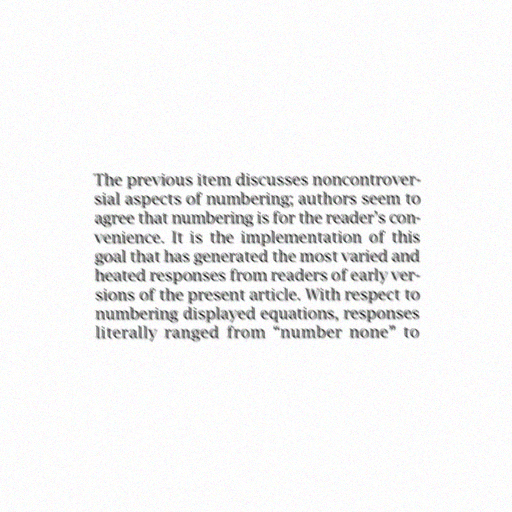 The previous item discusses noncontrover-
sial aspects of numbering; authors seem to
agree that numbering is for the reader's con-
venience. It is the implementation of this
goal that has generated the most varied and
heated responses from readers of early ver-
sions of the present article. With respect to
numbering displayed equations, responses
literally ranged from “number none” to